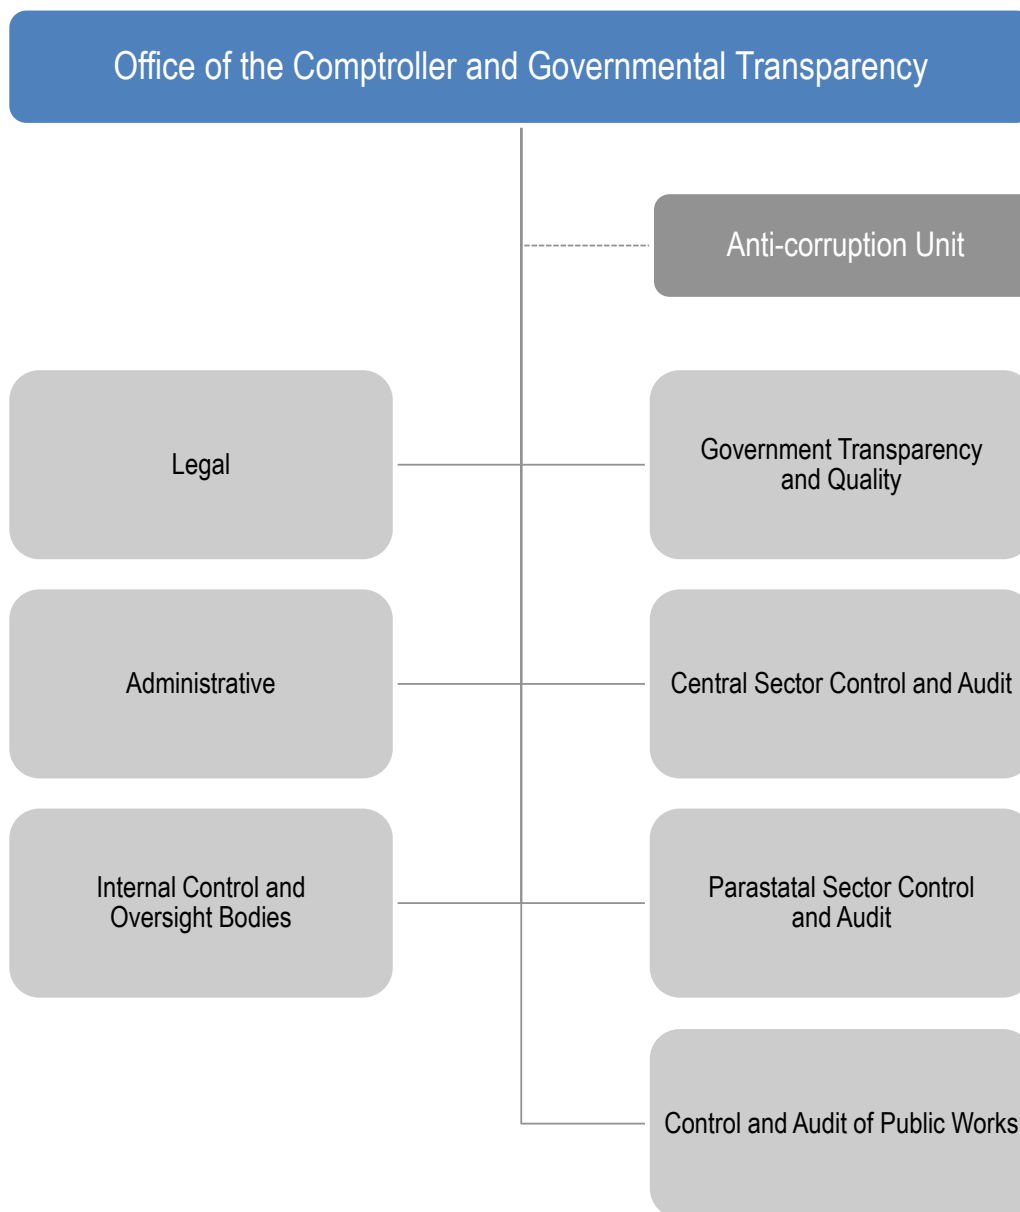 Office of the Comptroller and Governmental Transparency
Anti-corruption Unit
Legal
Government Transparency
and Quality
Administrative
Central Sector Control and Audit
Internal Control and
Oversight Bodies
Parastatal Sector Control
and Audit
Control and Audit of Public Works